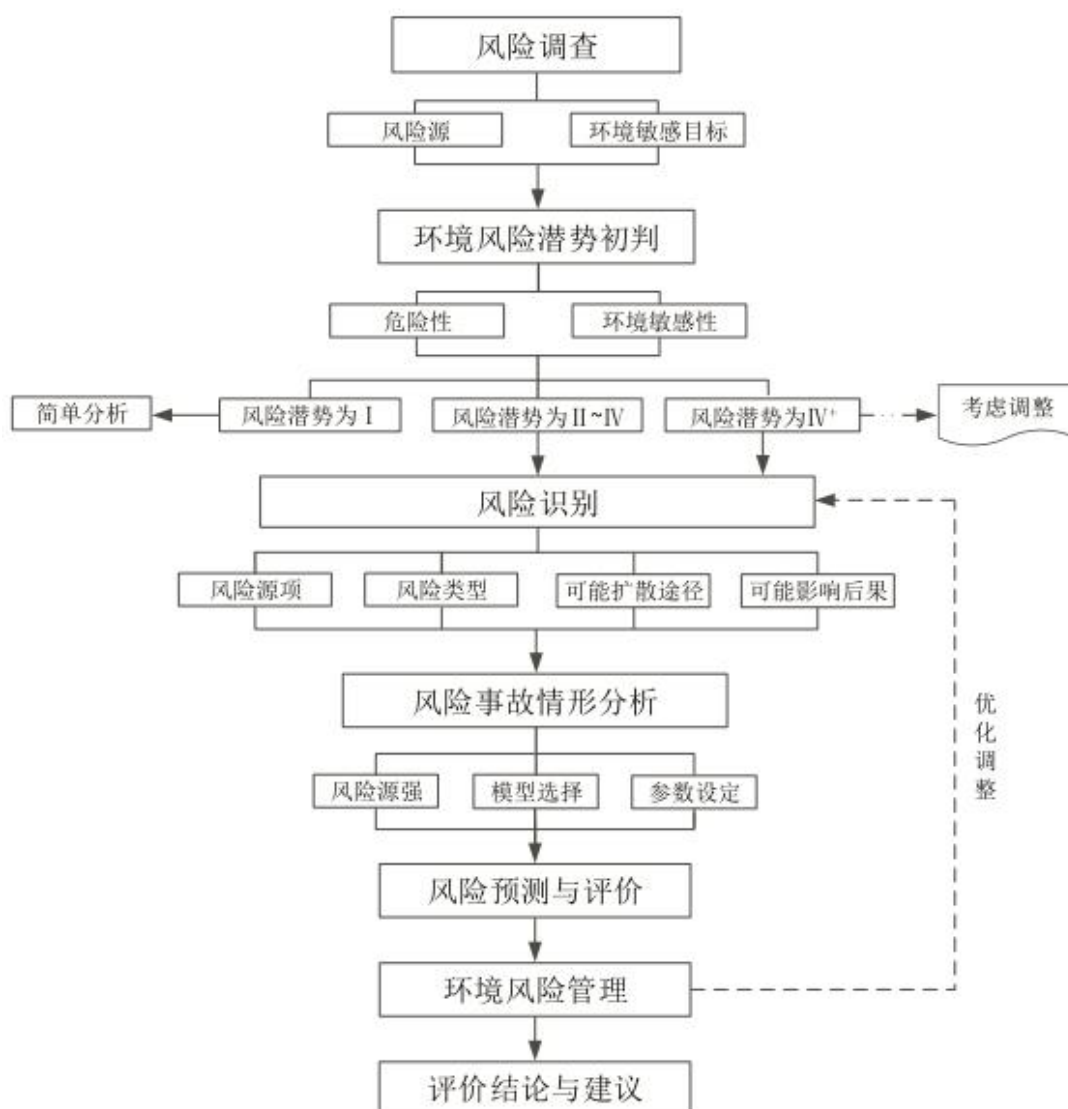 风险调查
风险源
环境敏感目标
环境风险潜势初判
危险性
环境敏感性
简单分析
风险潜势为Ⅰ
风险潜势为Ⅱ~Ⅳ
风险潜势为Ⅳ⁺
考虑调整
风险识别
风险源项
风险类型
可能扩散途径
可能影响后果
风险事故情形分析
优化调整
风险源强
模型选择
参数设定
风险预测与评价
环境风险管理
评价结论与建议